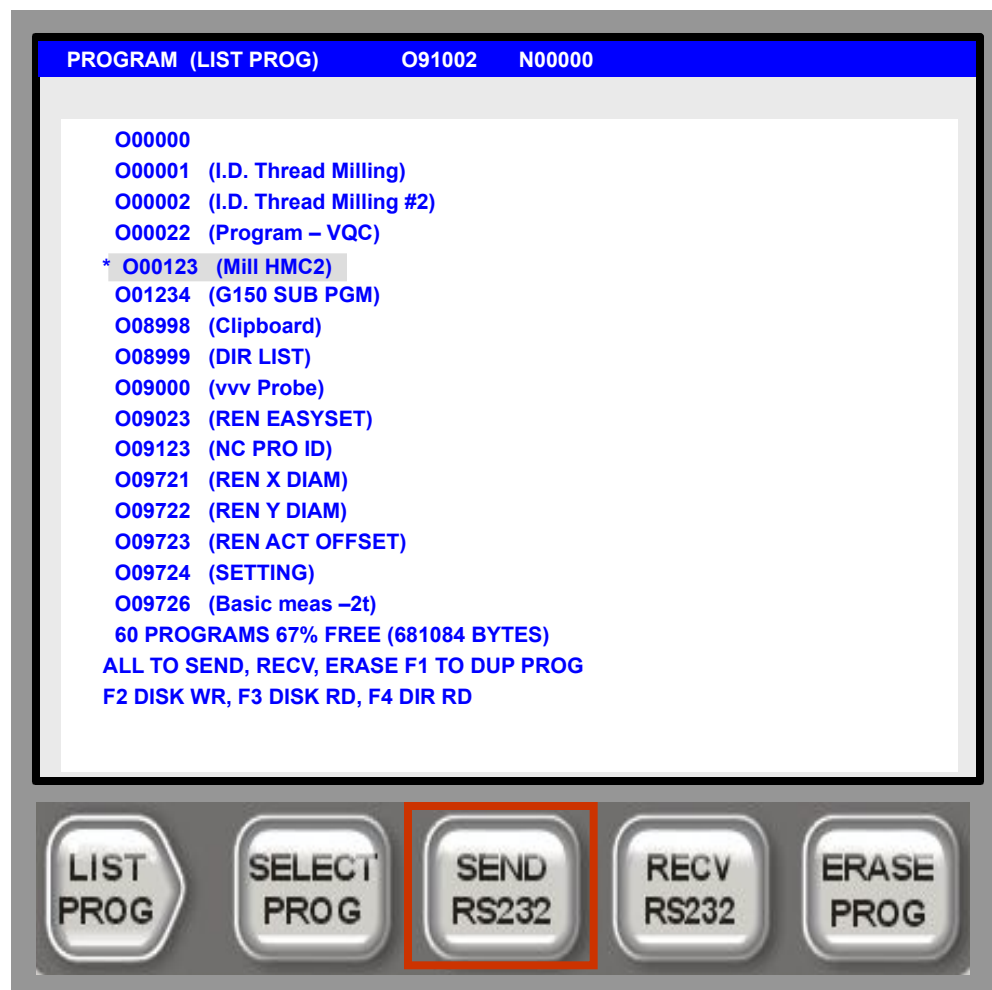 PROGRAM (LIST PROG) O91002 N00000
O00000
O00001 (I.D. Thread Milling)
O00002 (I.D. Thread Milling #2)
O00022 (Program – VQC)
* O00123 (Mill HMC2)
O01234 (G150 SUB PGM)
O08998 (Clipboard)
O08999 (DIR LIST)
O09000 (vvv Probe)
O09023 (REN EASYSET)
O09123 (NC PRO ID)
O09721 (REN X DIAM)
O09722 (REN Y DIAM)
O09723 (REN ACT OFFSET)
O09724 (SETTING)
O09726 (Basic meas –2t)
60 PROGRAMS 67% FREE (681084 BYTES)
ALL TO SEND, RECV, ERASE F1 TO DUP PROG
F2 DISK WR, F3 DISK RD, F4 DIR RD
LIST
PROG
SELECT
PROG
SEND
RS232
RECV
RS232
ERASE
PROG